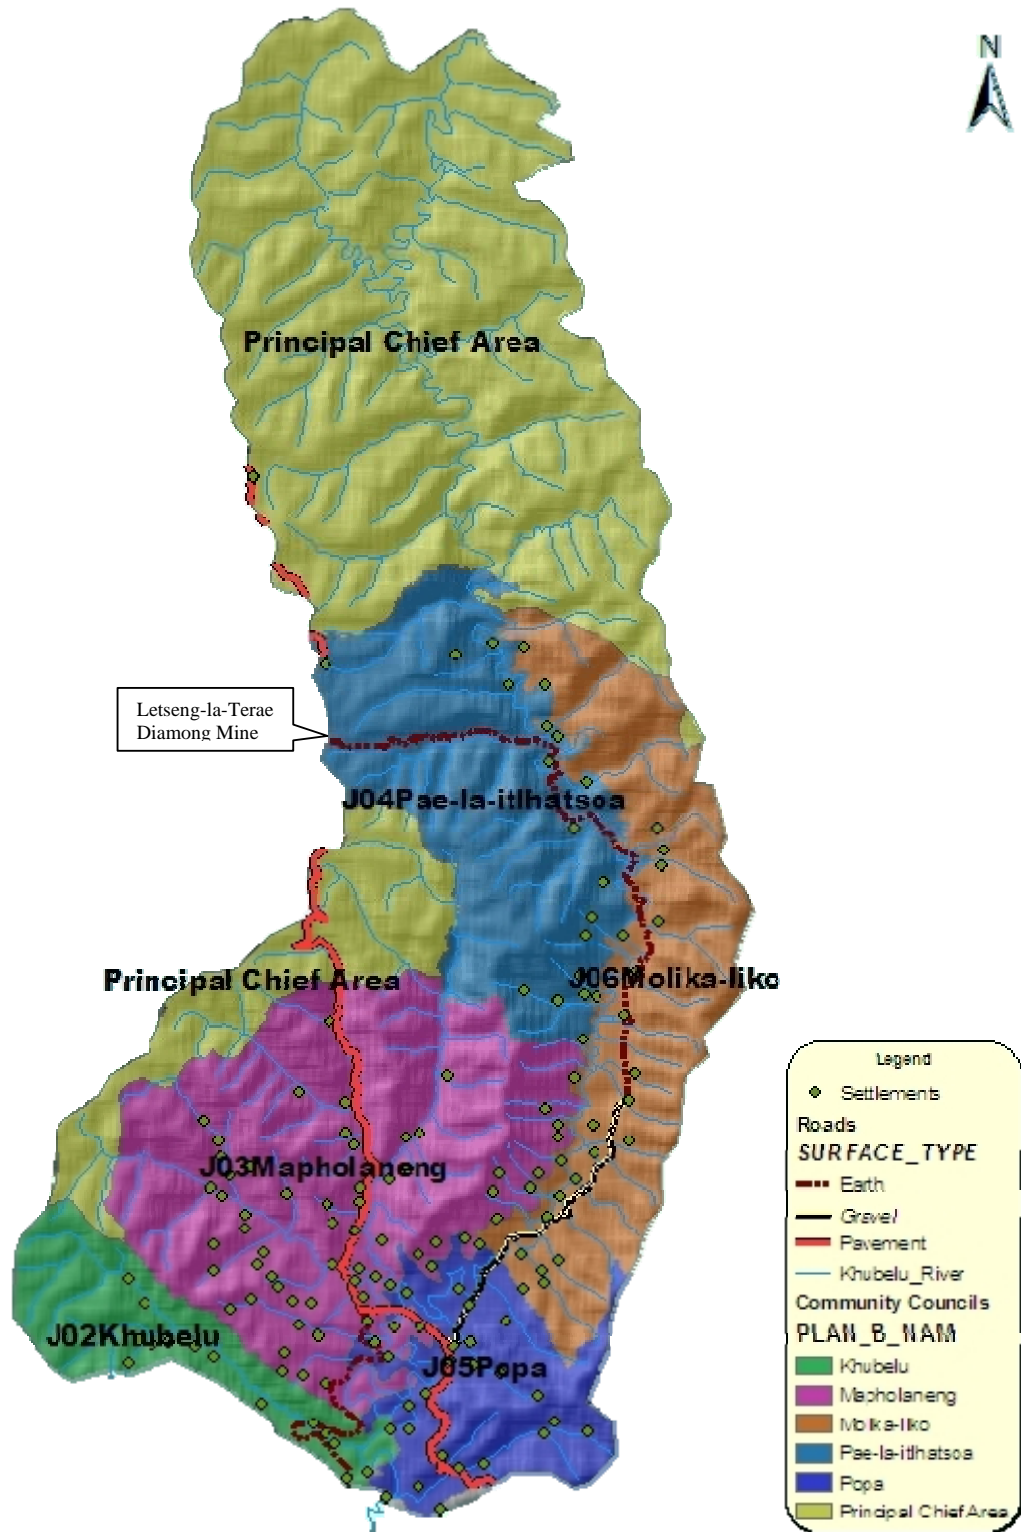 N
Principal Chief Area
Letseng-la-Terae
Diamong Mine
J04Pae-la-itlhatsoa
Principal Chief Area
J06Molika-liko
J03Mapholaneng
J02Khubelu
J05Popa
Legend
Settlements
Roads
SURFACE_TYPE
Earth
Gravel
Pavement
Khubelu_River
Community Councils
PLAN_B_NAM
Khubelu
Mapholaneng
Molika-liko
Pae-la-itlhatsoa
Popa
Principal Chief Area